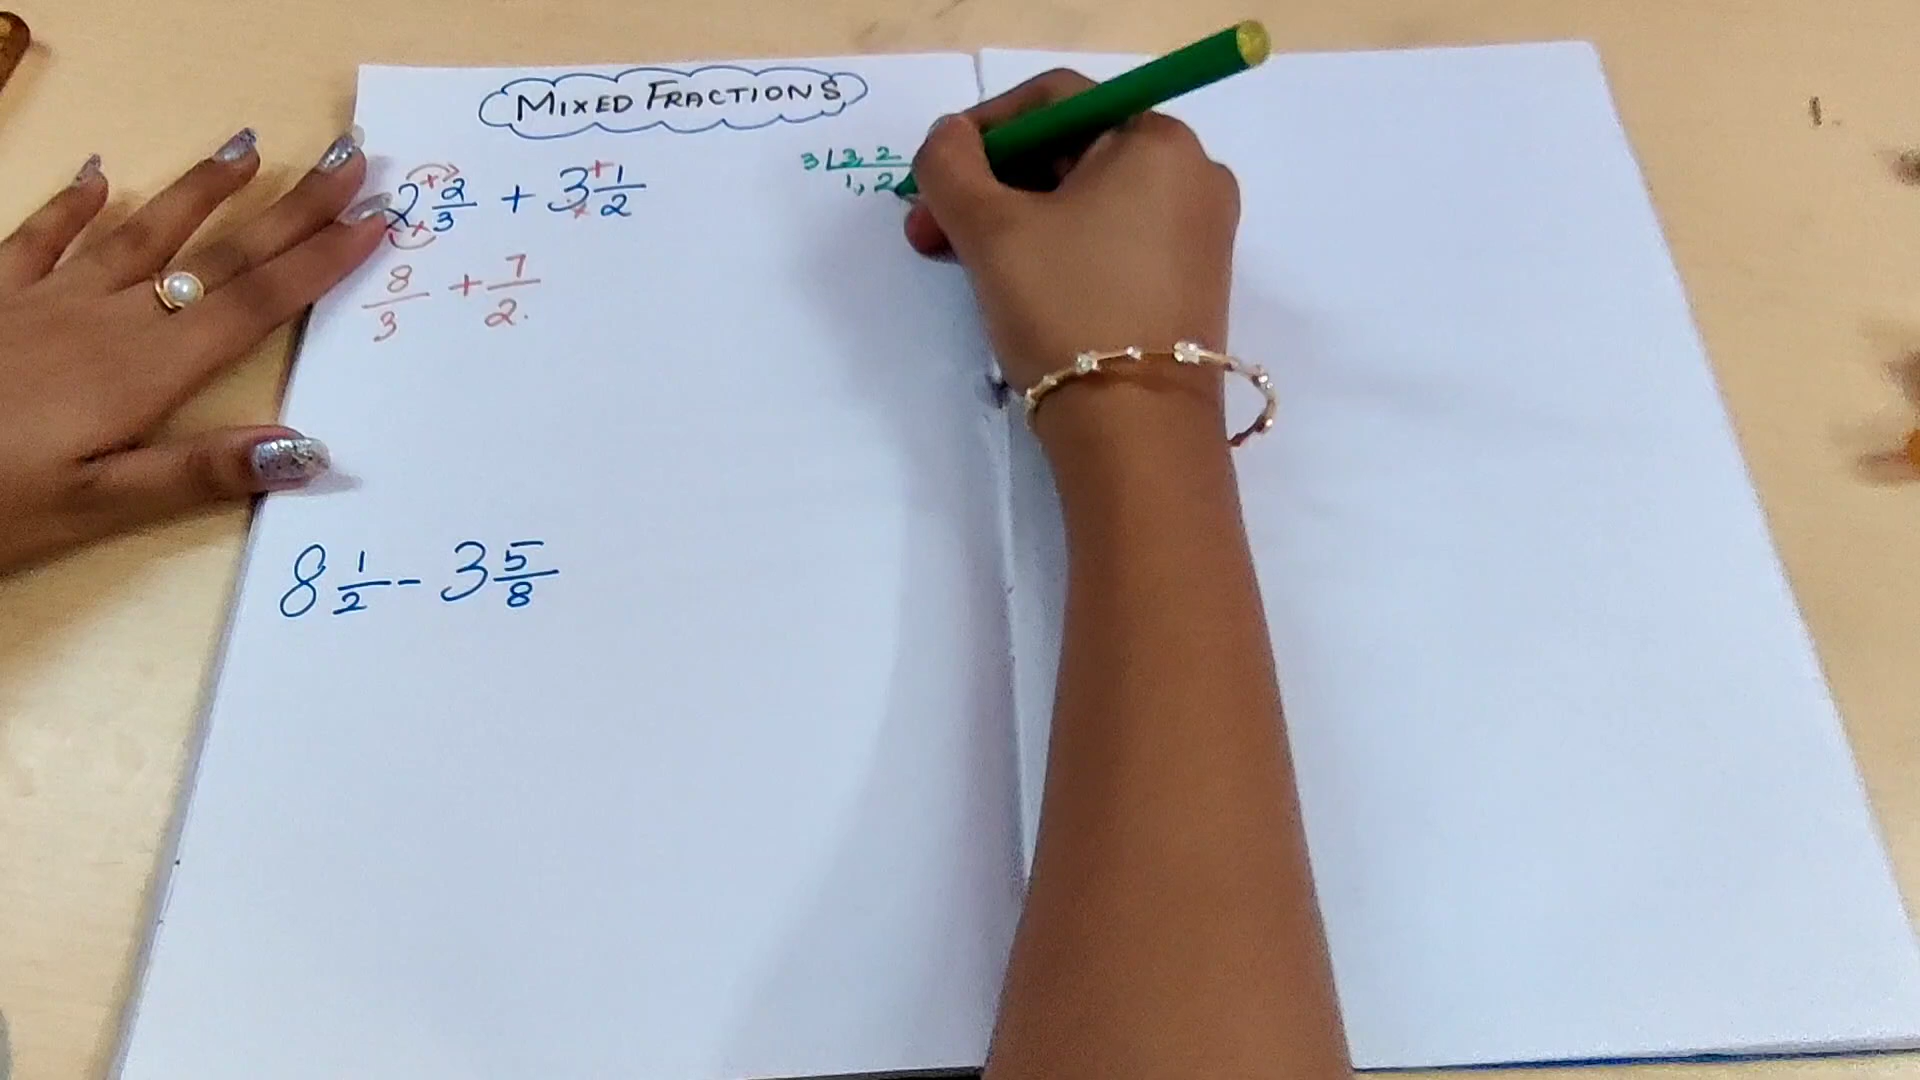 MIXED FRACTIONS
2 2/3 + 3 1/2
3 | 3, 2
1, 2
8/3 + 7/2.
8 1/2 - 3 5/8